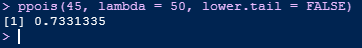 > ppois(45, lambda = 50, lower.tail = FALSE)
[1] 0.7331335
>